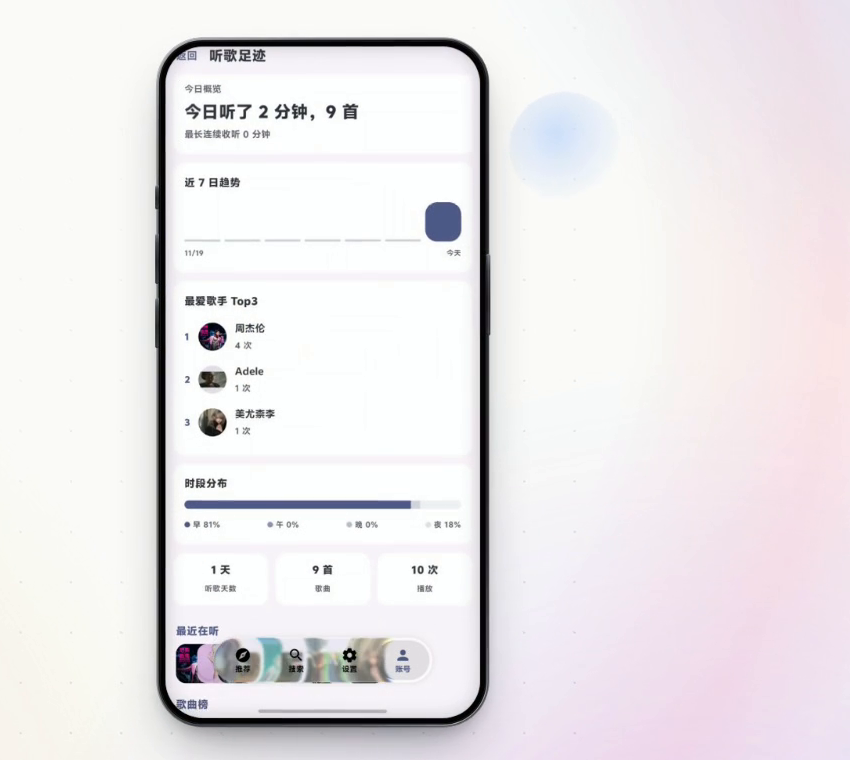 返回 听歌足迹
今日概览
今日听了 2 分钟，9 首
最长连续收听 0 分钟
近 7 日趋势
11/19 今天
最爱歌手 Top3
1 周杰伦
4 次
2 Adele
1 次
3 美尤柰李
1 次
时段分布
早 81% 午 0% 晚 0% 夜 18%
1 天 9 首 10 次
听歌天数 歌曲 播放
最近在听
推荐 搜索 设置 账号
歌曲榜